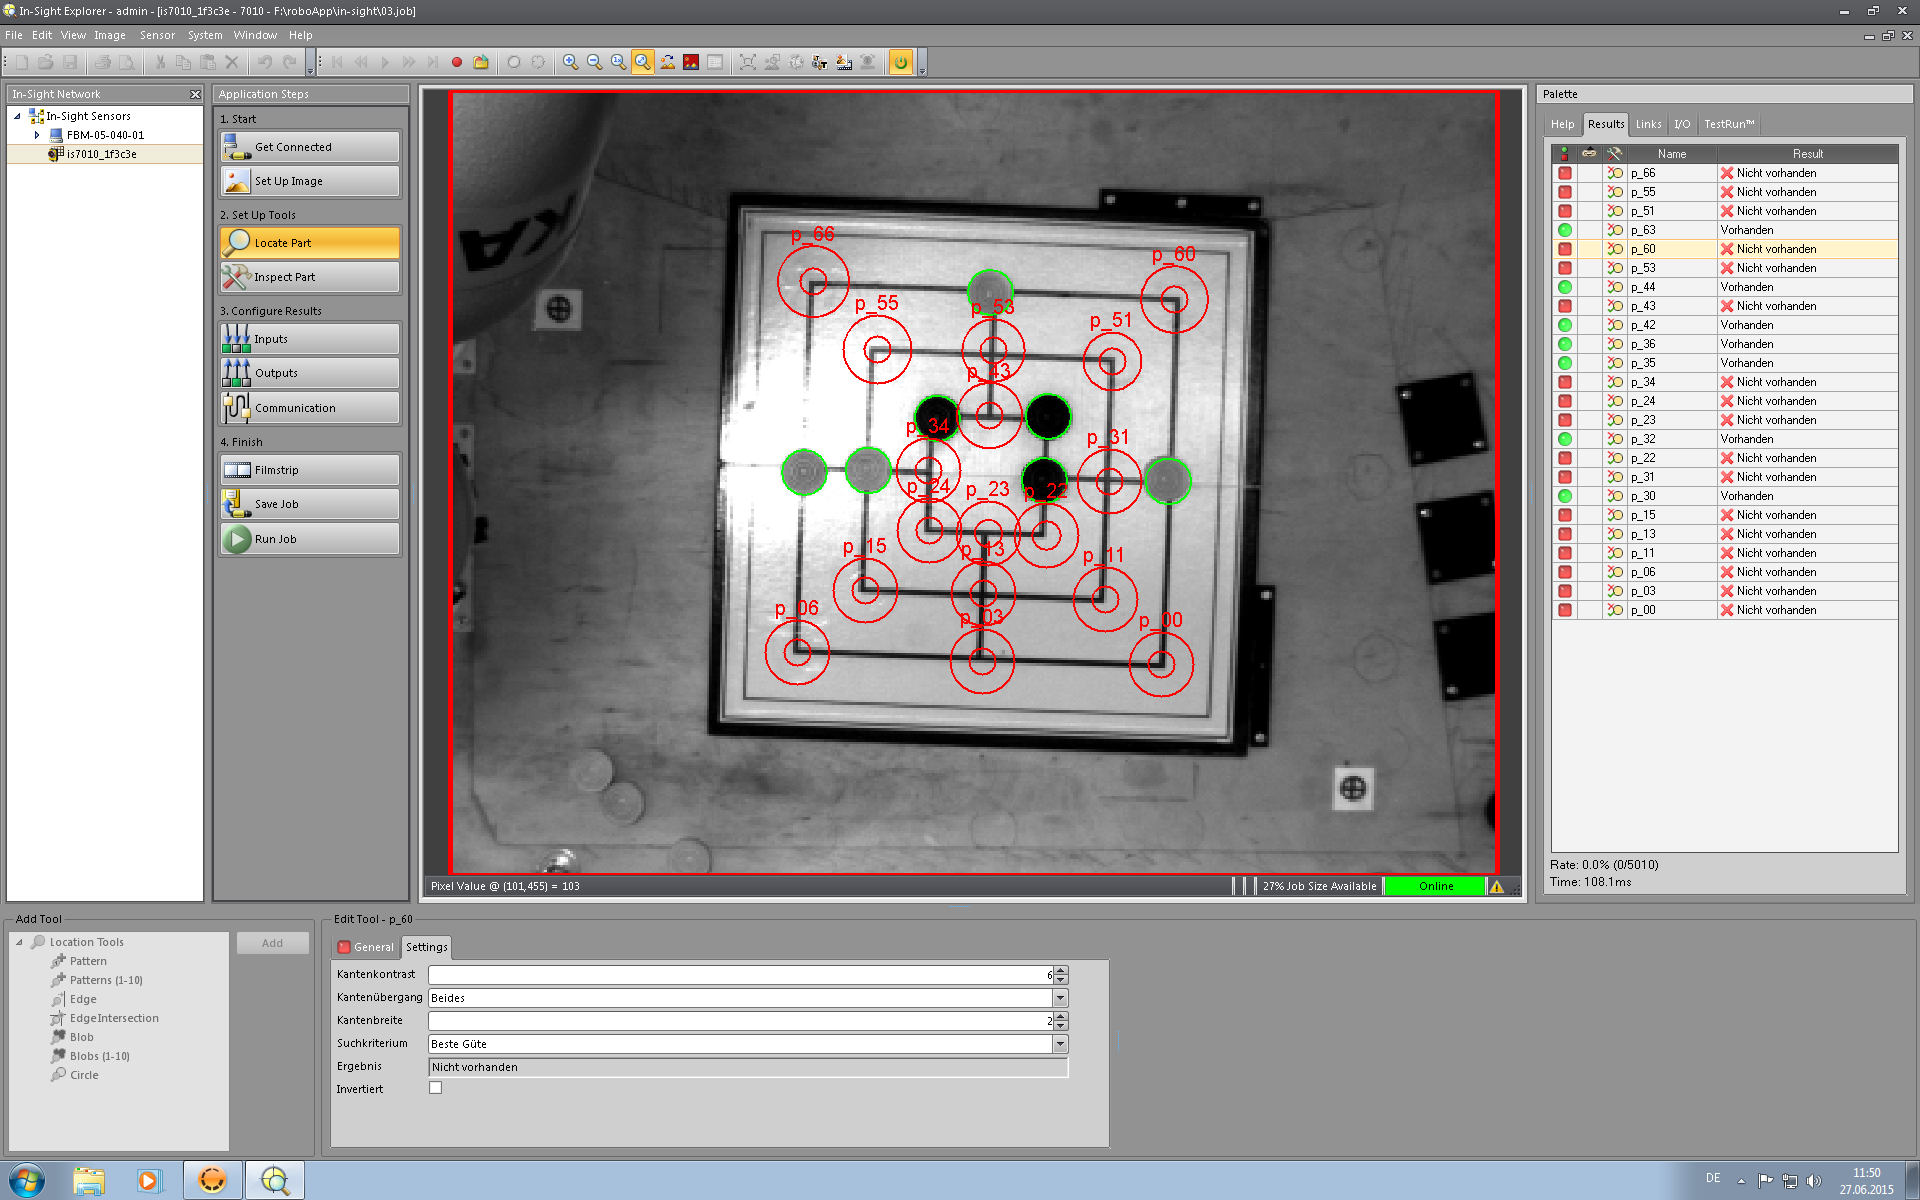 In-Sight Explorer - admin - [is7010_1f3c3e - 7010 - F:\roboApp\in-sight\03.job]
File Edit View Image Sensor System Window Help
In-Sight Network
In-Sight Sensors
FBM-05-040-01
is7010_1f3c3e
Application Steps
1. Start
Get Connected
Set Up Image
2. Set Up Tools
Locate Part
Inspect Part
3. Configure Results
Inputs
Outputs
Communication
4. Finish
Filmstrip
Save Job
Run Job
p_66
p_60
p_55
p_53
p_51
p_43
p_34
p_31
p_24
p_23
p_22
p_15
p_13
p_11
p_06
p_03
p_00
Pixel Value @ (101,455) = 103
27% Job Size Available
Online
Palette
Help Results Links I/O TestRun™
Name Result
p_66 Nicht vorhanden
p_55 Nicht vorhanden
p_51 Nicht vorhanden
p_63 Vorhanden
p_60 Nicht vorhanden
p_53 Nicht vorhanden
p_44 Vorhanden
p_43 Nicht vorhanden
p_42 Vorhanden
p_36 Vorhanden
p_35 Vorhanden
p_34 Nicht vorhanden
p_24 Nicht vorhanden
p_23 Nicht vorhanden
p_32 Vorhanden
p_22 Nicht vorhanden
p_31 Nicht vorhanden
p_30 Vorhanden
p_15 Nicht vorhanden
p_13 Nicht vorhanden
p_11 Nicht vorhanden
p_06 Nicht vorhanden
p_03 Nicht vorhanden
p_00 Nicht vorhanden
Rate: 0.0% (0/5010)
Time: 108.1ms
Add Tool
Location Tools
Pattern
Patterns (1-10)
Edge
Edge Intersection
Blob
Blobs (1-10)
Circle
Add
Edit Tool - p_60
General Settings
Kantenkontrast 6
Kantenübergang Beides
Kantenbreite 2
Suchkriterium Beste Güte
Ergebnis Nicht vorhanden
Invertiert
DE
11:50
27.06.2015